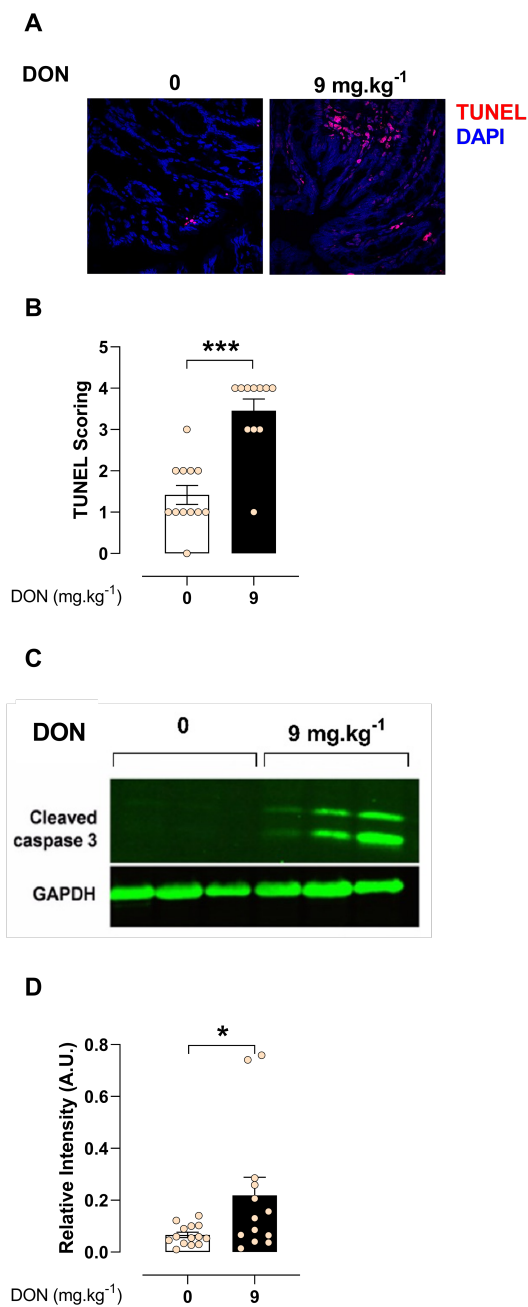 A
DON 0 9 mg.kg-1
TUNEL
DAPI
B
***
TUNEL Scoring
5
4
3
2
1
0
DON (mg.kg-1) 0 9
C
DON 0 9 mg.kg-1
Cleaved
caspase 3
GAPDH
D
*
Relative Intensity (A.U.)
0.8
0.6
0.4
0.2
0.0
DON (mg.kg-1) 0 9